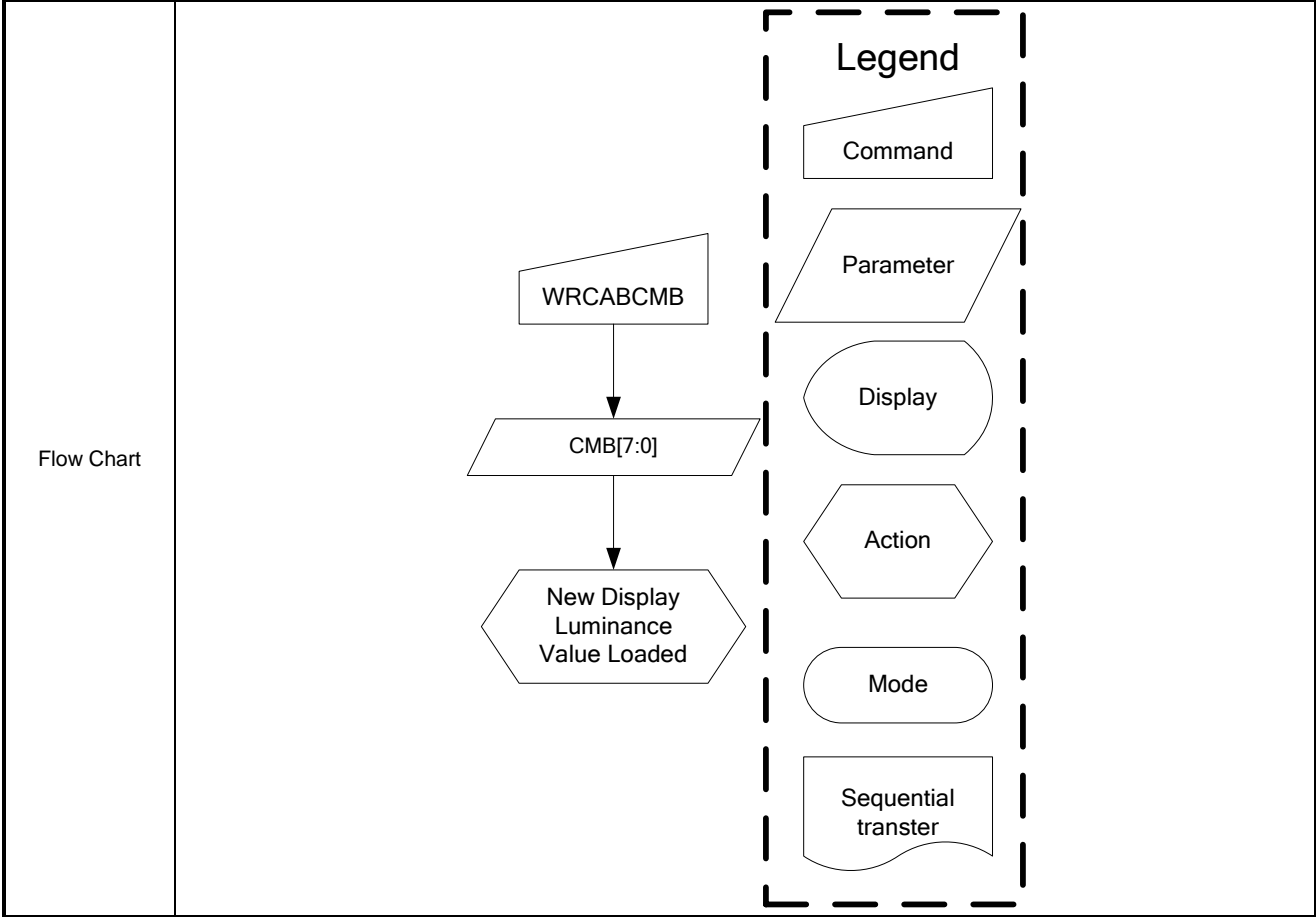 Flow Chart
WRCABCMB
CMB[7:0]
New Display
Luminance
Value Loaded
Legend
Command
Parameter
Display
Action
Mode
Sequential
transter